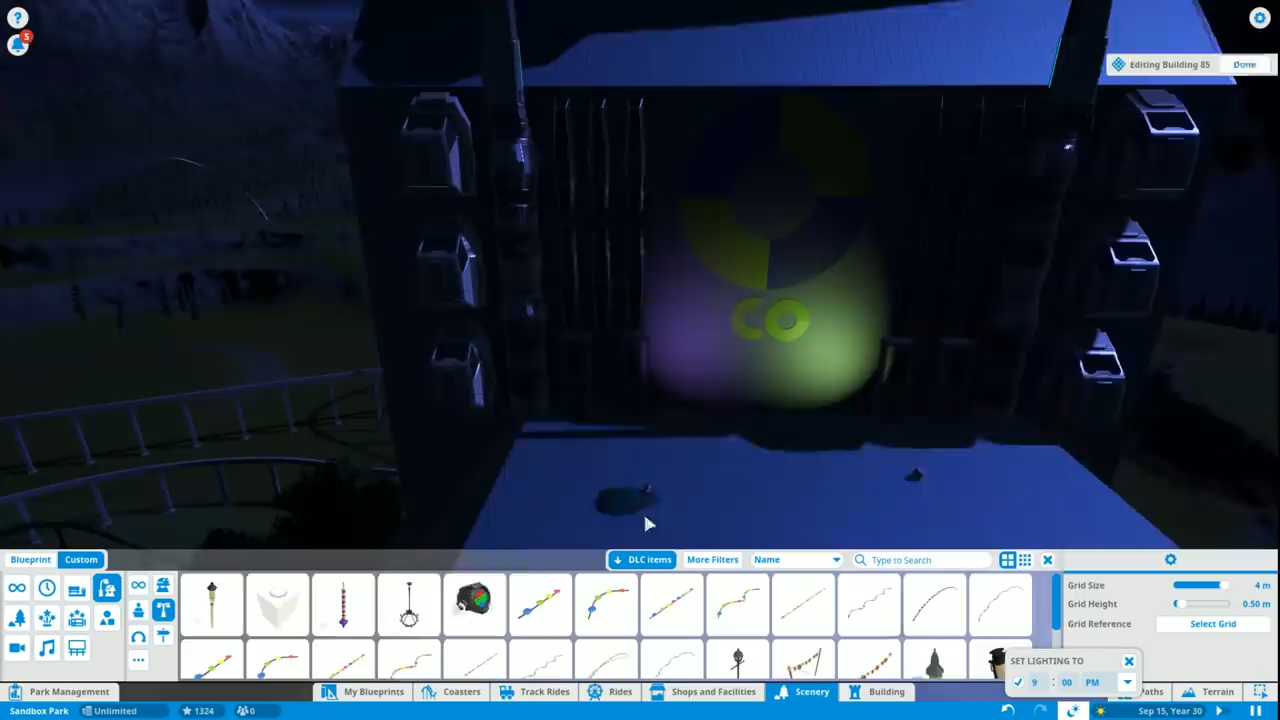 ?
5
Editing Building 85 Done
CO
Blueprint Custom DLC items More Filters Name Type to Search
Grid Size 4 m
Grid Height 0.50 m
Grid Reference Select Grid
SET LIGHTING TO
9 : 00 PM
Park Management My Blueprints Coasters Track Rides Rides Shops and Facilities Scenery Building Paths Terrain
Sandbox Park Unlimited 1324 0 Sep 15, Year 30